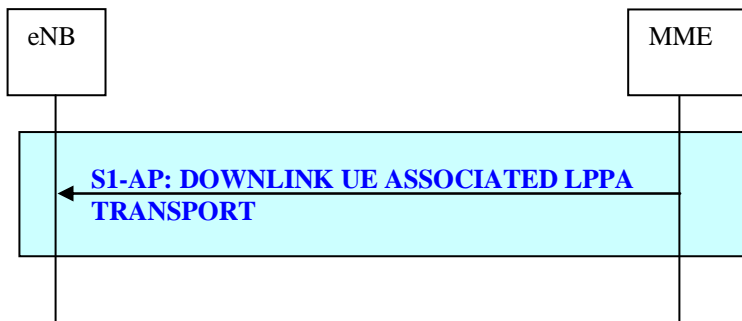 eNB
MME
S1-AP: DOWNLINK UE ASSOCIATED LPPA
TRANSPORT